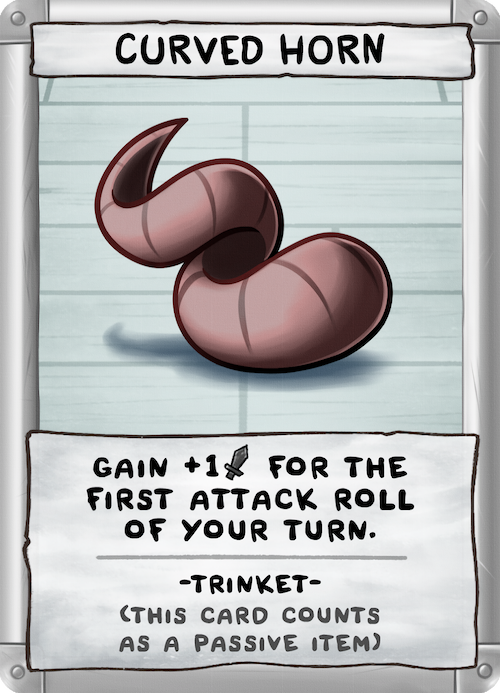 CURVED HORN
GAIN +1 FOR THE
FIRST ATTACK ROLL
OF YOUR TURN.
-TRINKET-
(THIS CARD COUNTS
AS A PASSIVE ITEM)